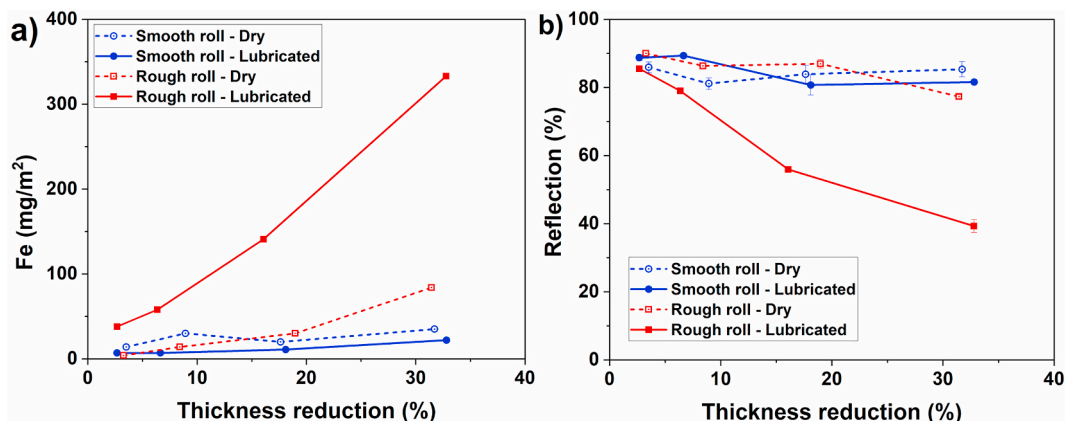 a)
Fe (mg/m²)
400
300
200
100
0
Smooth roll - Dry
Smooth roll - Lubricated
Rough roll - Dry
Rough roll - Lubricated
0 10 20 30 40
Thickness reduction (%)
b)
Reflection (%)
100
80
60
40
20
0
Smooth roll - Dry
Smooth roll - Lubricated
Rough roll - Dry
Rough roll - Lubricated
0 10 20 30 40
Thickness reduction (%)